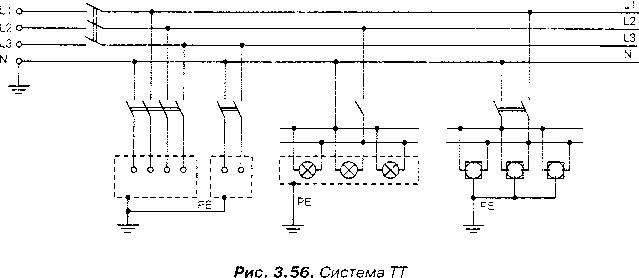 L1 L1
L2 L2
L3 L3
N N
PE PE PE
Рис. 3.56. Система ТТ